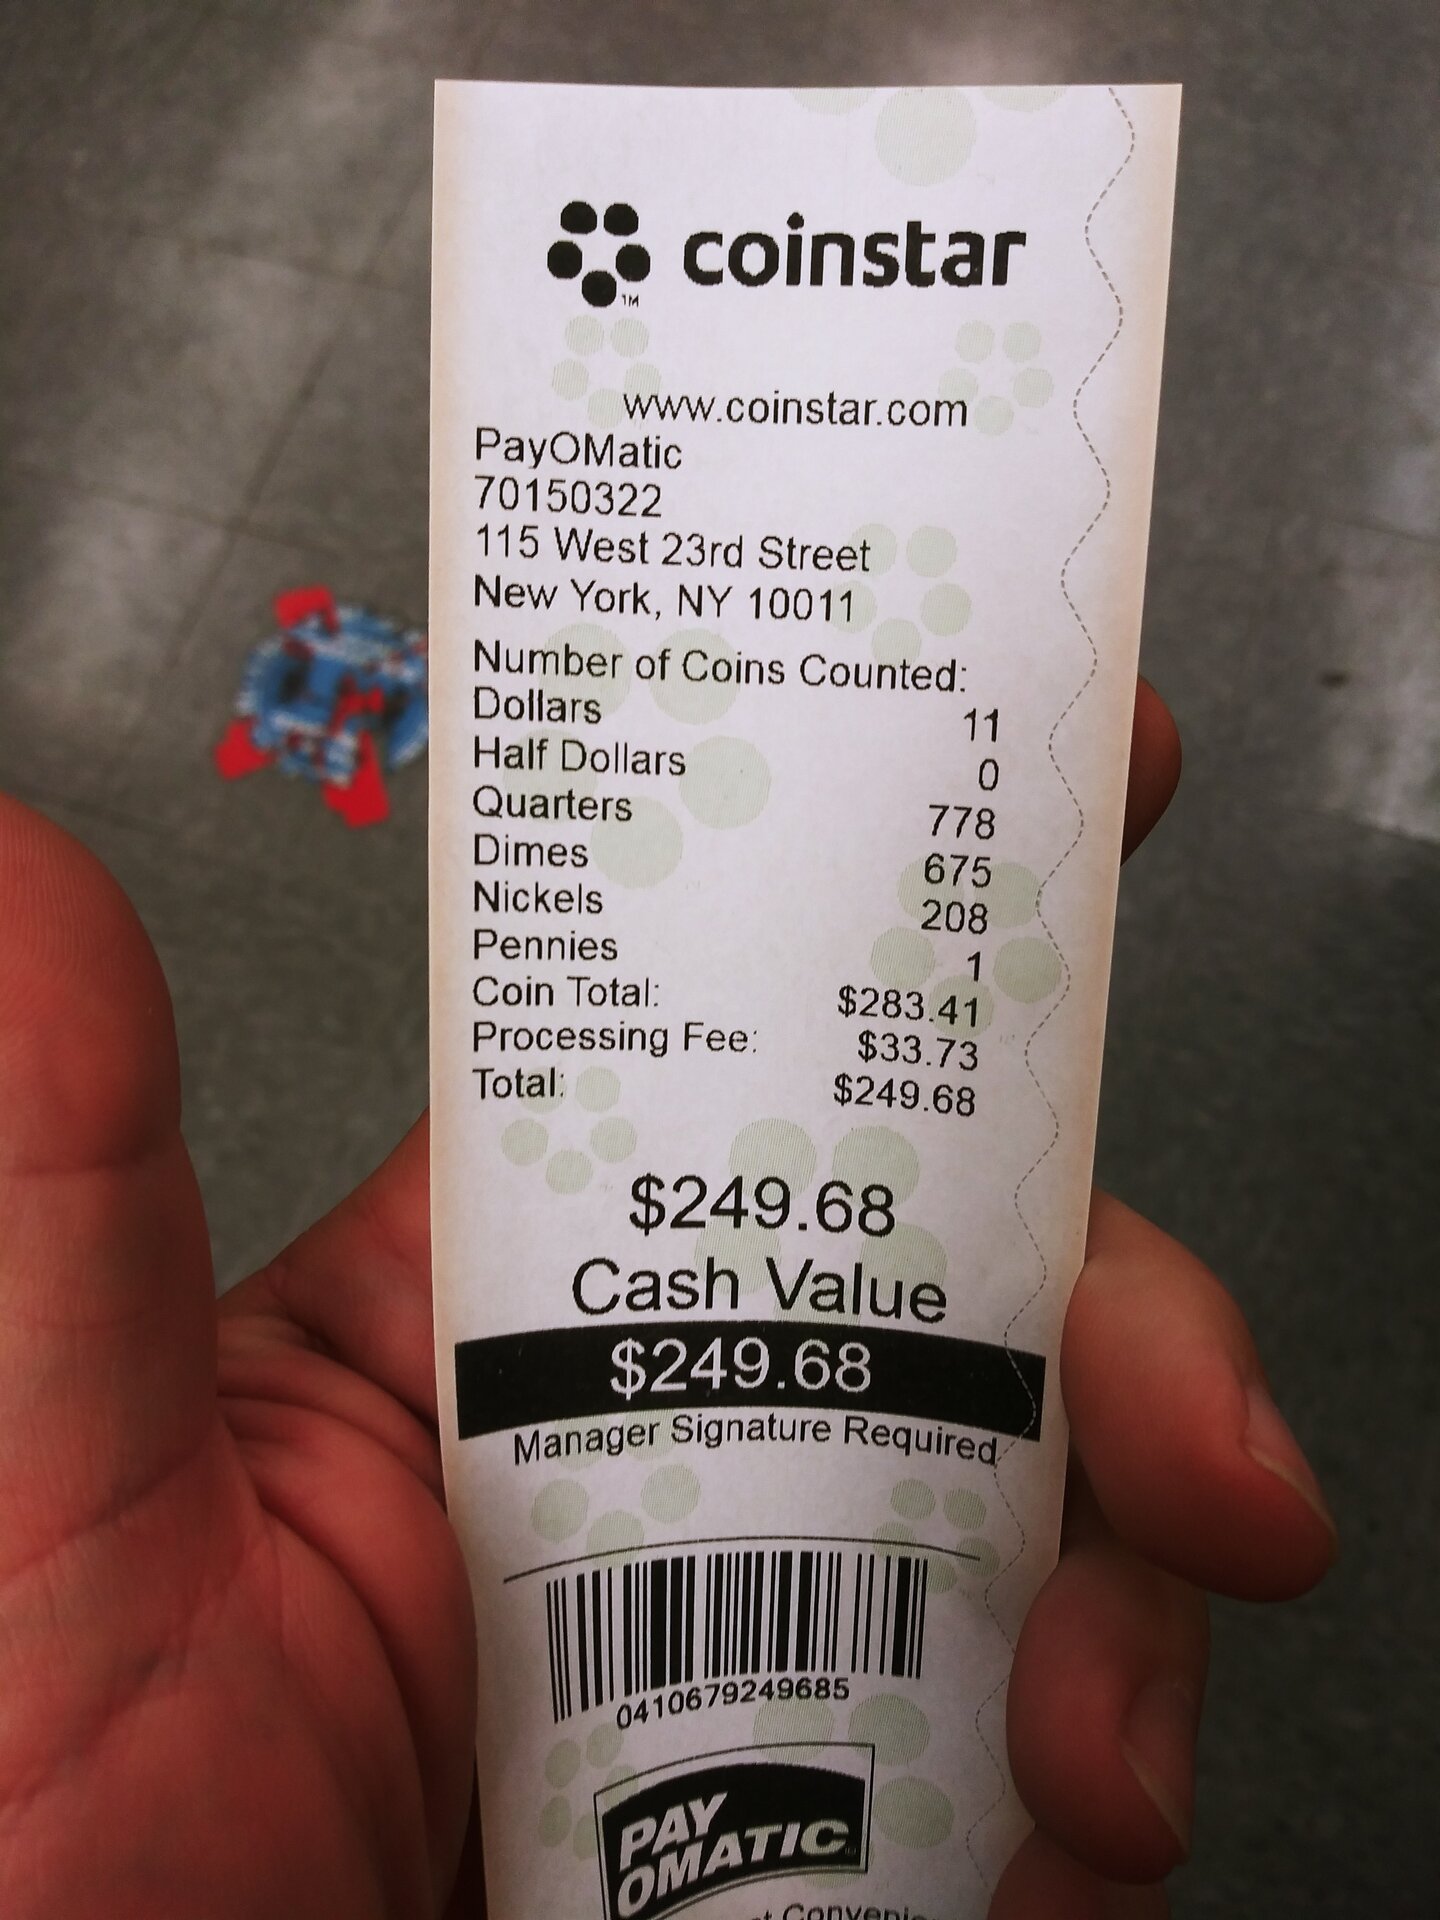 coinstar
TM
www.coinstar.com
PayOMatic
70150322
115 West 23rd Street
New York, NY 10011
Number of Coins Counted:
Dollars 11
Half Dollars 0
Quarters 778
Dimes 675
Nickels 208
Pennies 1
Coin Total: $283.41
Processing Fee: $33.73
Total: $249.68
$249.68
Cash Value
$249.68
Manager Signature Required
0410679249685
PAY
OMATIC